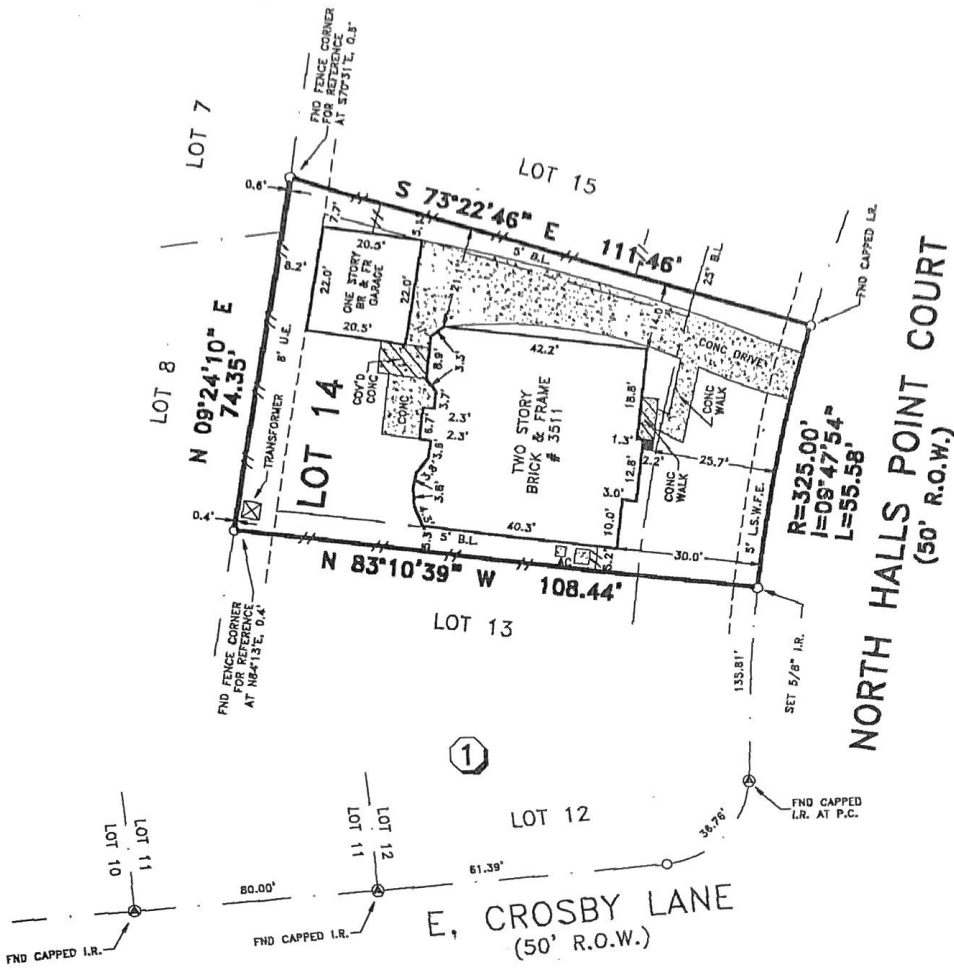 FND FENCE CORNER
FOR REFERENCE
AT S70°31'E, 0.5'
LOT 7
LOT 15
0.6'
S 73°22'46" E
111.46'
7.7'
5.1'
20.5'
5' B.L.
25' B.L.
FND CAPPED I.R.
8.2'
22.0'
ONE STORY
BR & FR
GARAGE
22.0'
21.1'
14.0'
20.5'
CONC DRIVE
LOT 8
N 09°24'10" E
74.35'
8' U.E.
COV'D
CONC
CONC
8.9'
3.3'
42.2'
3.7'
6.7'
2.3'
2.3'
18.8'
CONC
WALK
TRANSFORMER
LOT 14
TWO STORY
BRICK & FRAME
# 3511
1.3'
2.2'
25.7'
CONC
WALK
3.6'
3.6'
12.8'
3.0'
10.0'
40.3'
5.3'
5' B.L.
AC
5.2'
30.0'
5' L.S.W.F.E.
0.4'
N 83°10'39" W
108.44'
R=325.00'
I=09°47'54"
L=55.58'
NORTH HALLS POINT COURT
(50' R.O.W.)
FND FENCE CORNER
FOR REFERENCE
AT N84°13'E, 0.4'
LOT 13
135.81'
SET 5/8" I.R.
1
LOT 12
FND CAPPED
I.R. AT P.C.
36.76'
LOT 11
LOT 10
LOT 12
LOT 11
80.00'
61.39'
FND CAPPED I.R.
FND CAPPED I.R.
E, CROSBY LANE
(50' R.O.W.)